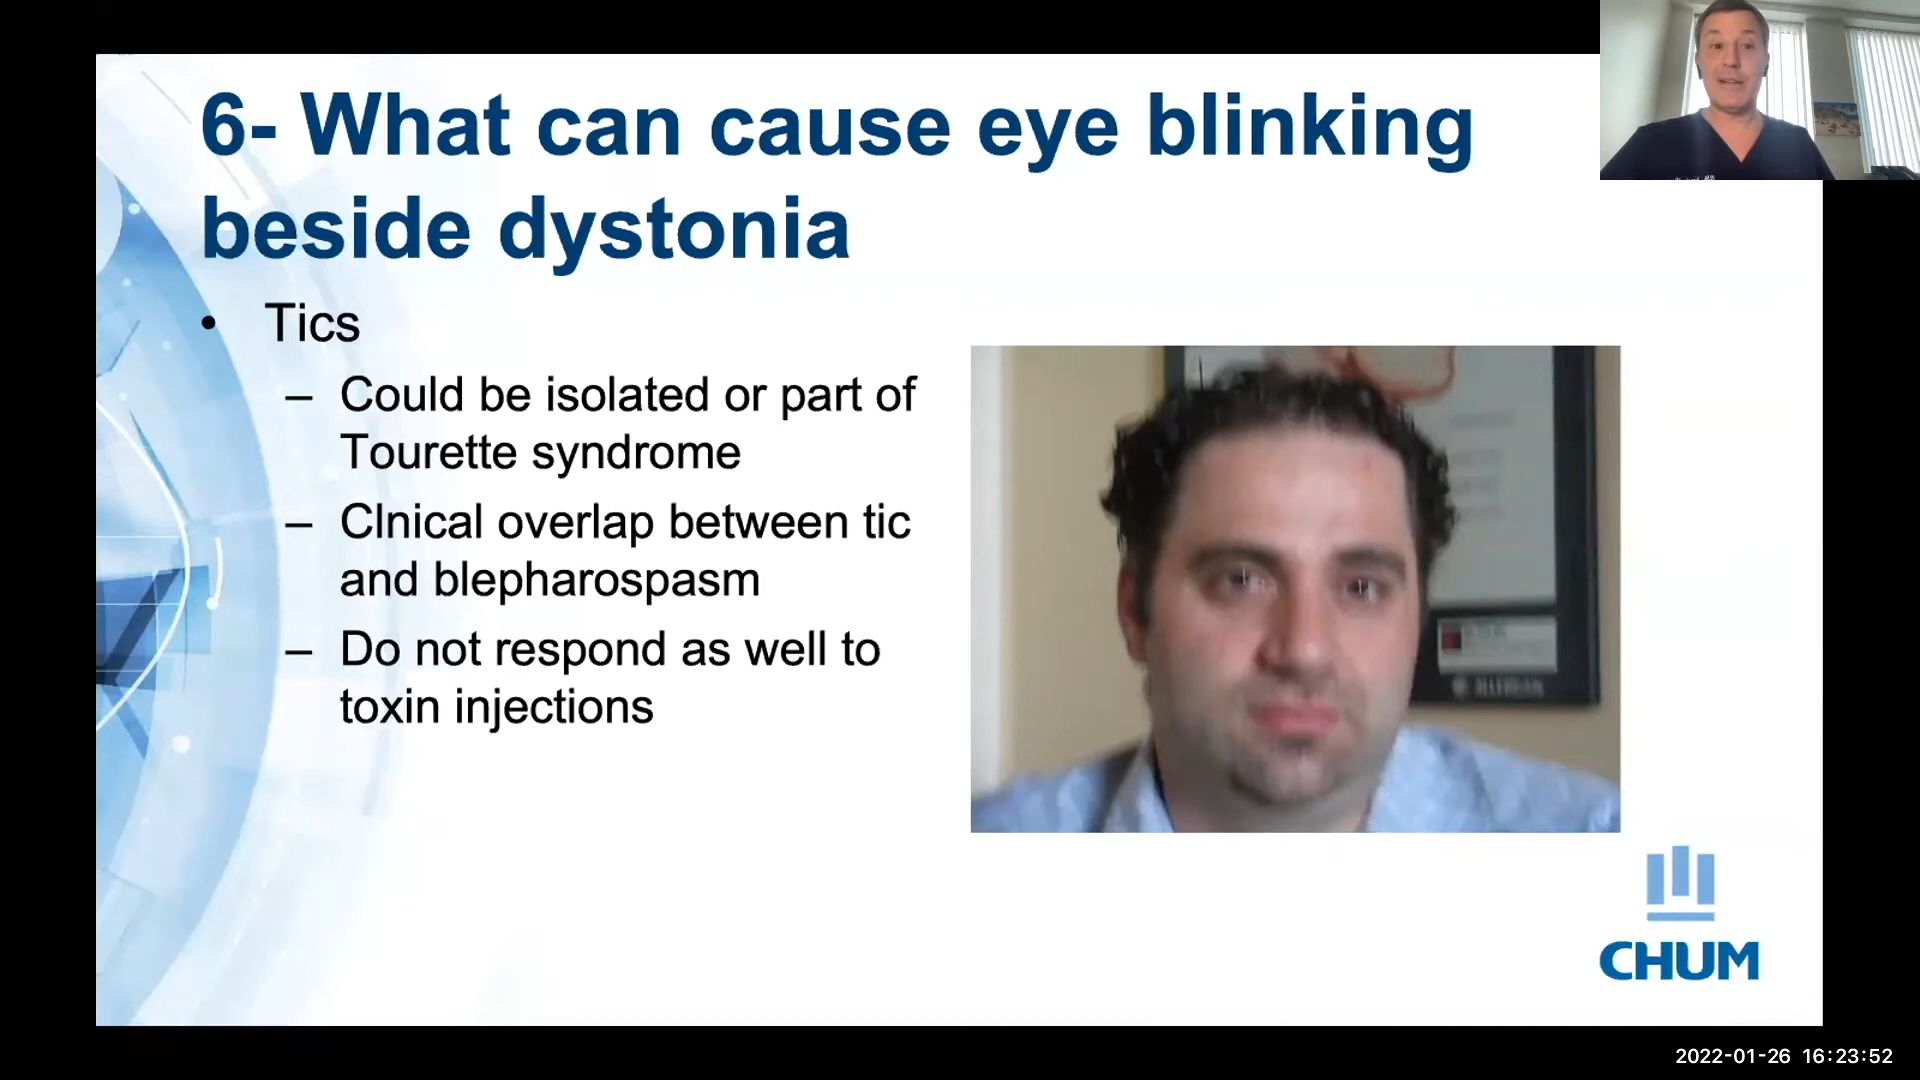 6- What can cause eye blinking
beside dystonia
• Tics
– Could be isolated or part of
Tourette syndrome
– Clnical overlap between tic
and blepharospasm
– Do not respond as well to
toxin injections
ALLERGAN
CHUM
2022-01-26 16:23:52